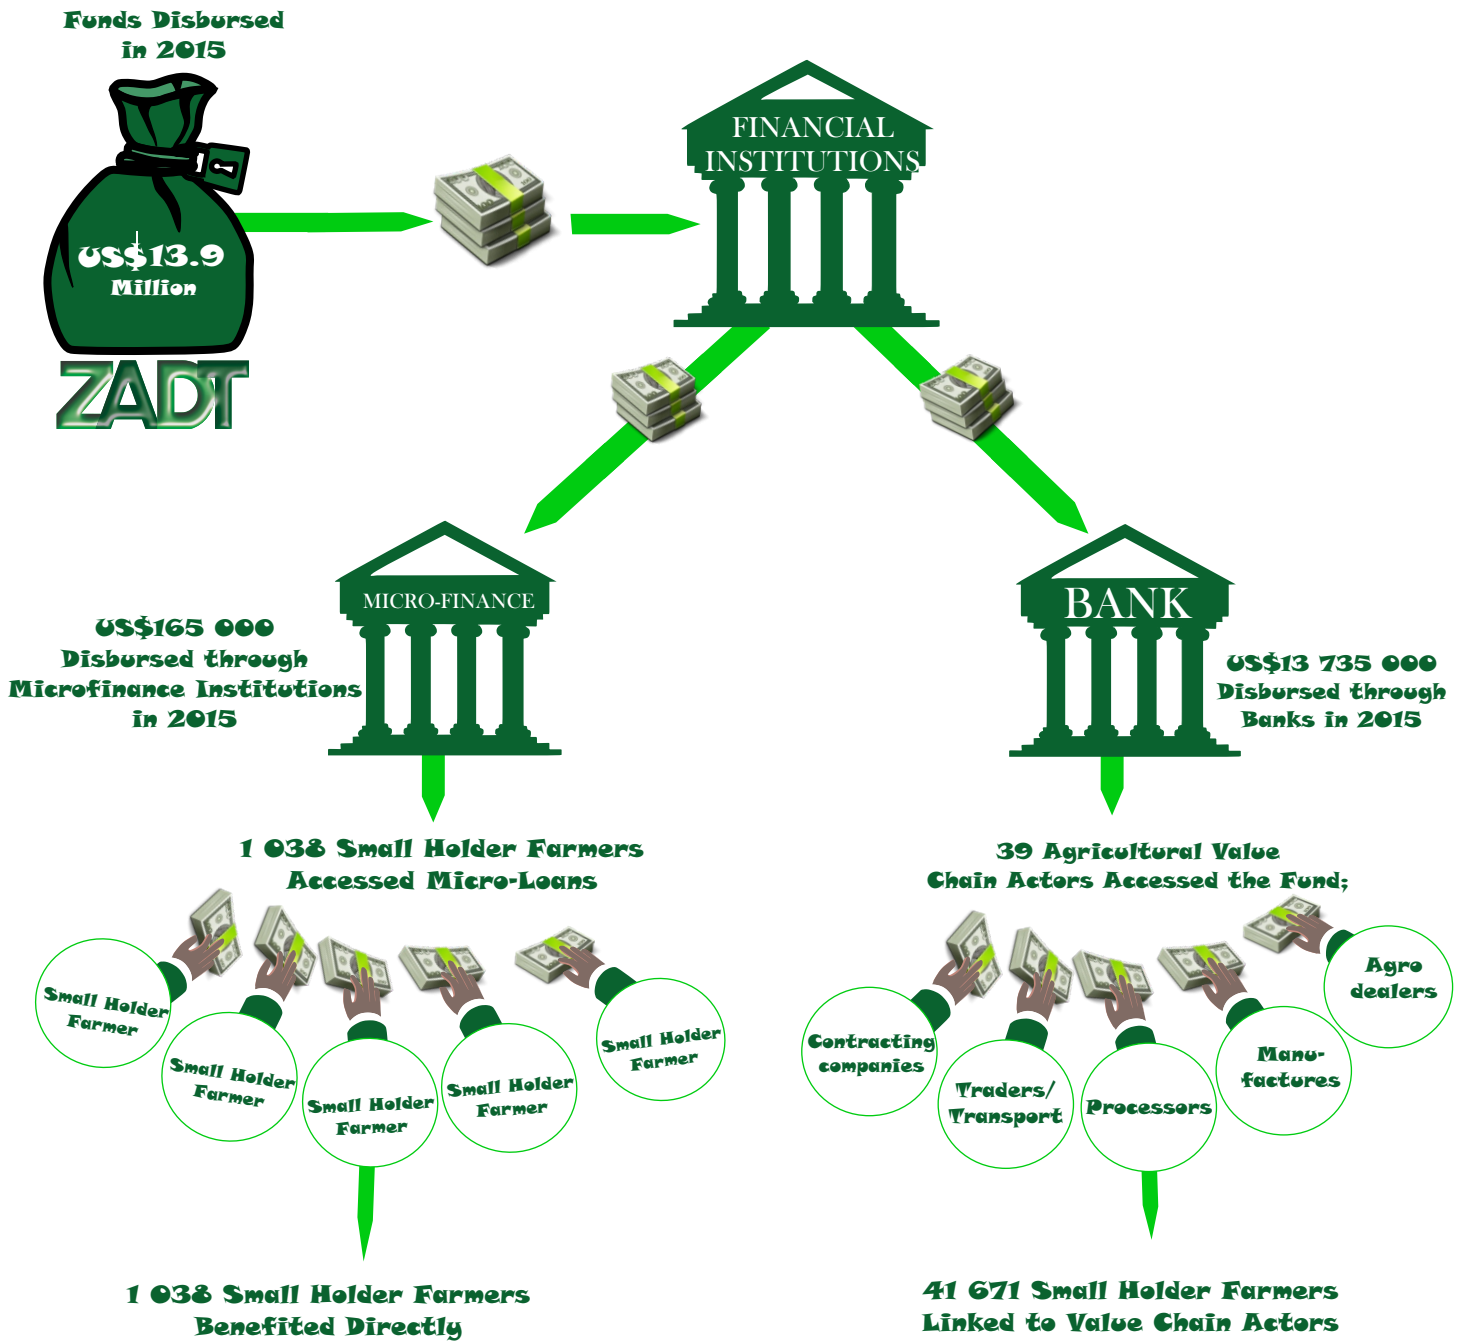 Funds Disbursed
in 2015
US$13.9
Million
ZADT
FINANCIAL
INSTITUTIONS
MICRO-FINANCE
US$165 000
Disbursed through
Microfinance Institutions
in 2015
BANK
US$13 735 000
Disbursed through
Banks in 2015
1 038 Small Holder Farmers
Accessed Micro-Loans
39 Agricultural Value
Chain Actors Accessed the Fund;
Small Holder
Farmer
Small Holder
Farmer
Small Holder
Farmer
Small Holder
Farmer
Small Holder
Farmer
Contracting
companies
Traders/
Transport
Processors
Manu-
factures
Agro
dealers
1 038 Small Holder Farmers
Benefited Directly
41 671 Small Holder Farmers
Linked to Value Chain Actors